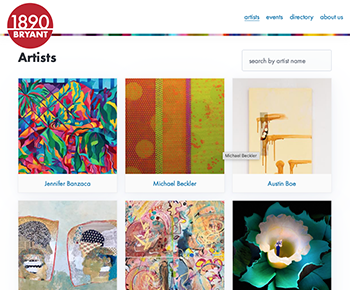 1890
BRYANT
artists events directory about us
Artists
search by artist name
Michael Beckler
Jennifer Banzaca Michael Beckler Austin Boe